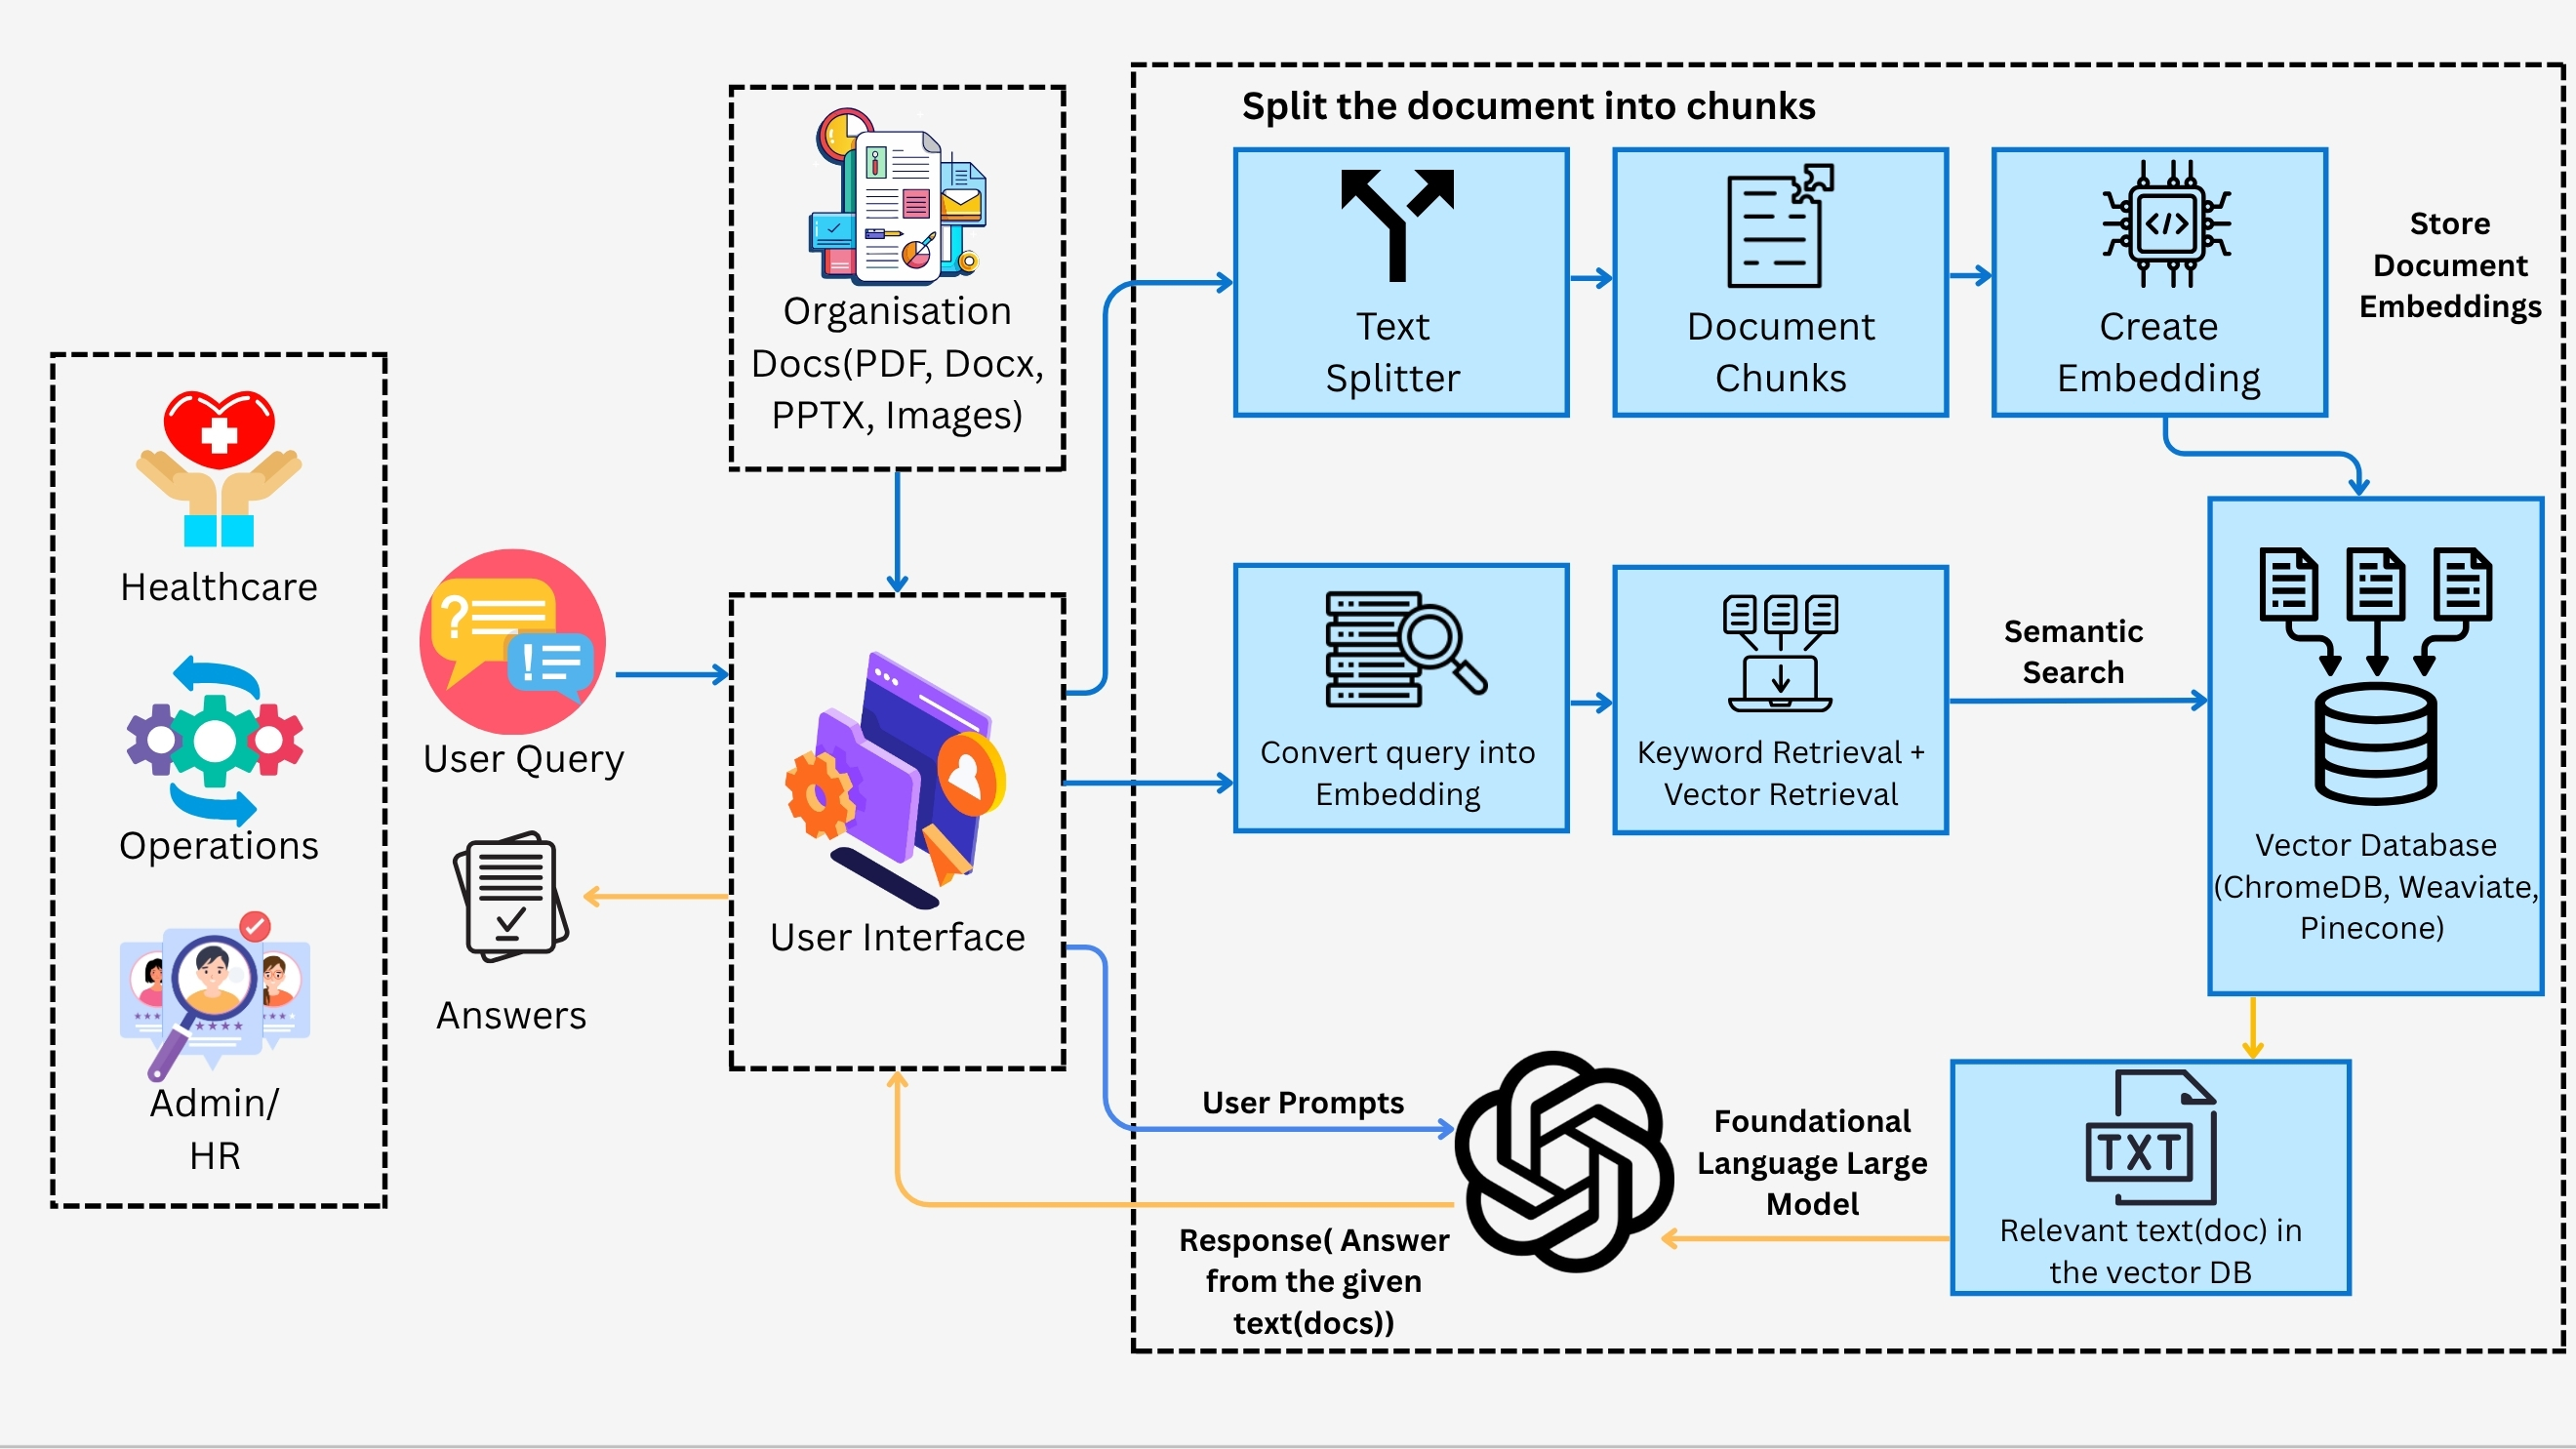 Split the document into chunks
Organisation
Docs(PDF, Docx,
PPTX, Images)
Text
Splitter
Document
Chunks
Create
Embedding
Store
Document
Embeddings
Healthcare
Operations
Admin/
HR
User Query
Answers
User Interface
Convert query into
Embedding
Keyword Retrieval +
Vector Retrieval
Semantic
Search
Vector Database
(ChromeDB, Weaviate,
Pinecone)
User Prompts
Foundational
Language Large
Model
TXT
Relevant text(doc) in
the vector DB
Response( Answer
from the given
text(docs))